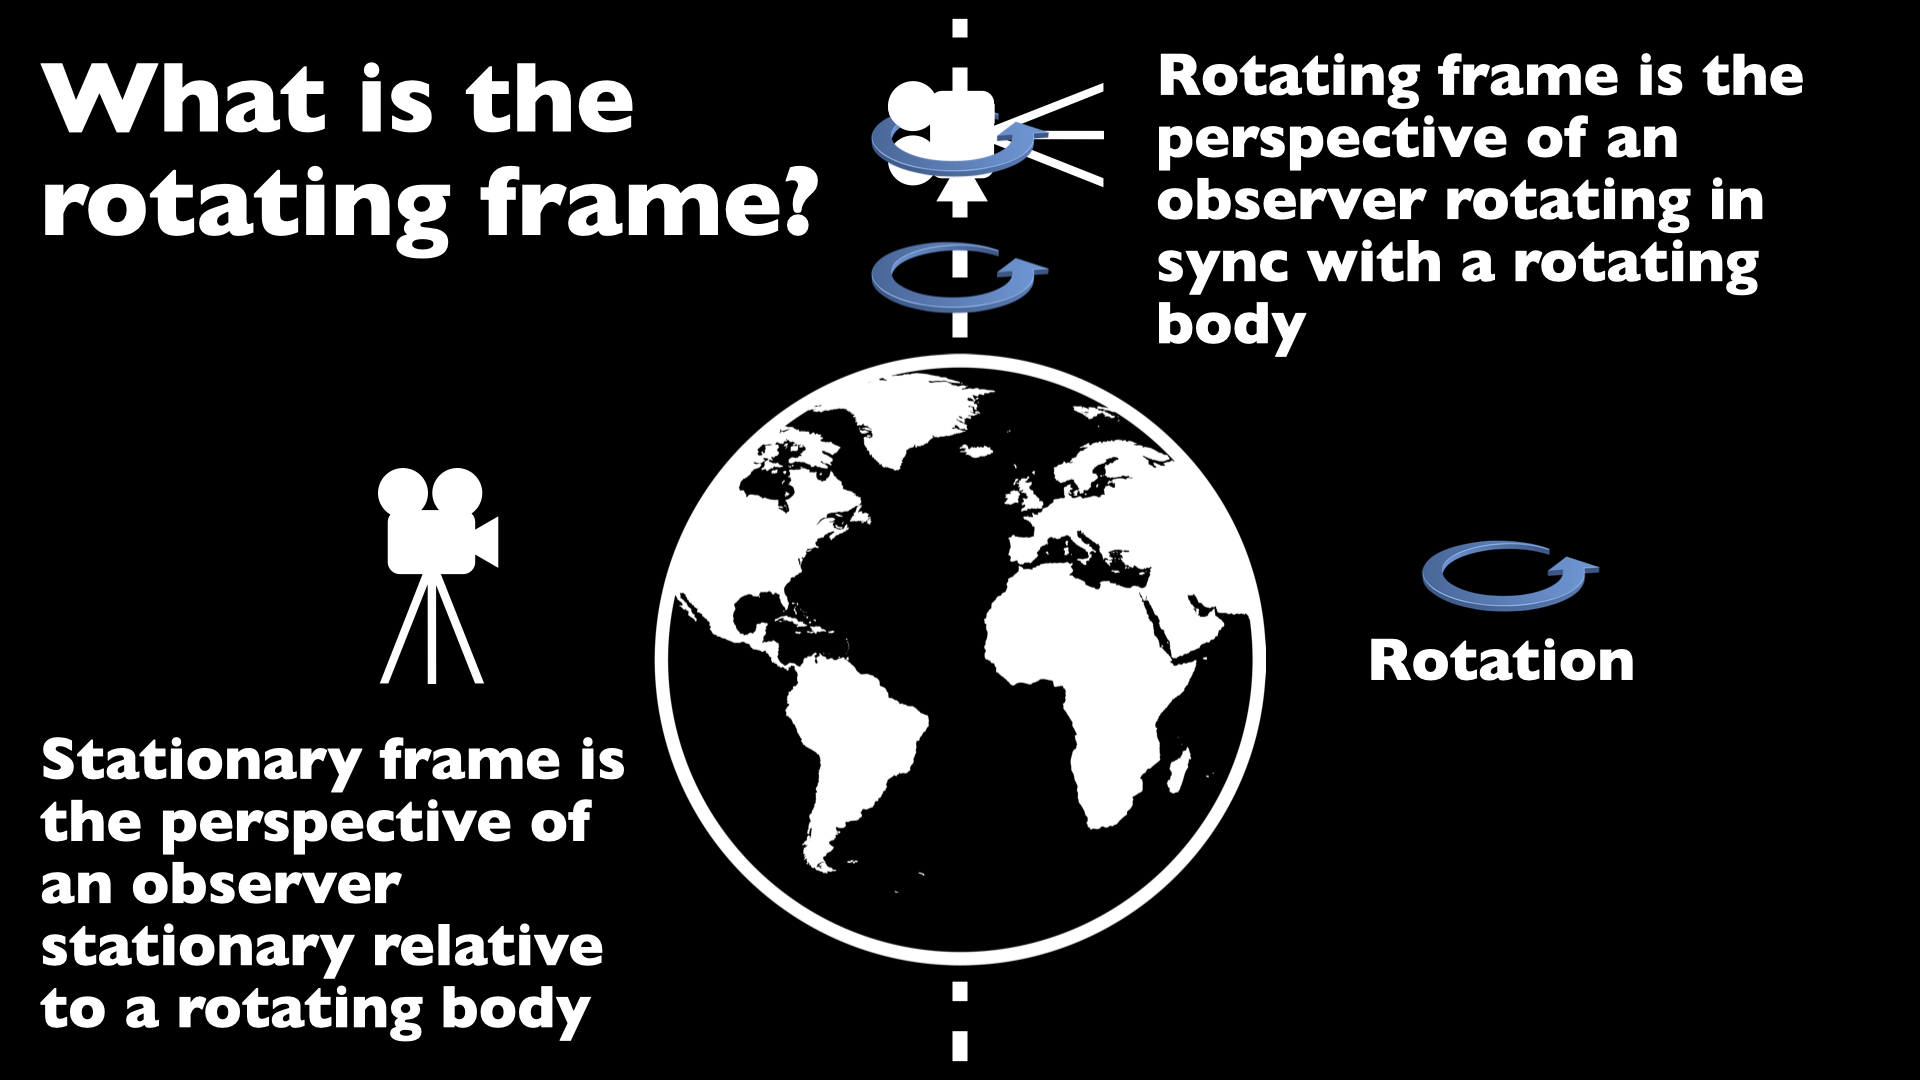 What is the
rotating frame?
Rotating frame is the
perspective of an
observer rotating in
sync with a rotating
body
Rotation
Stationary frame is
the perspective of
an observer
stationary relative
to a rotating body